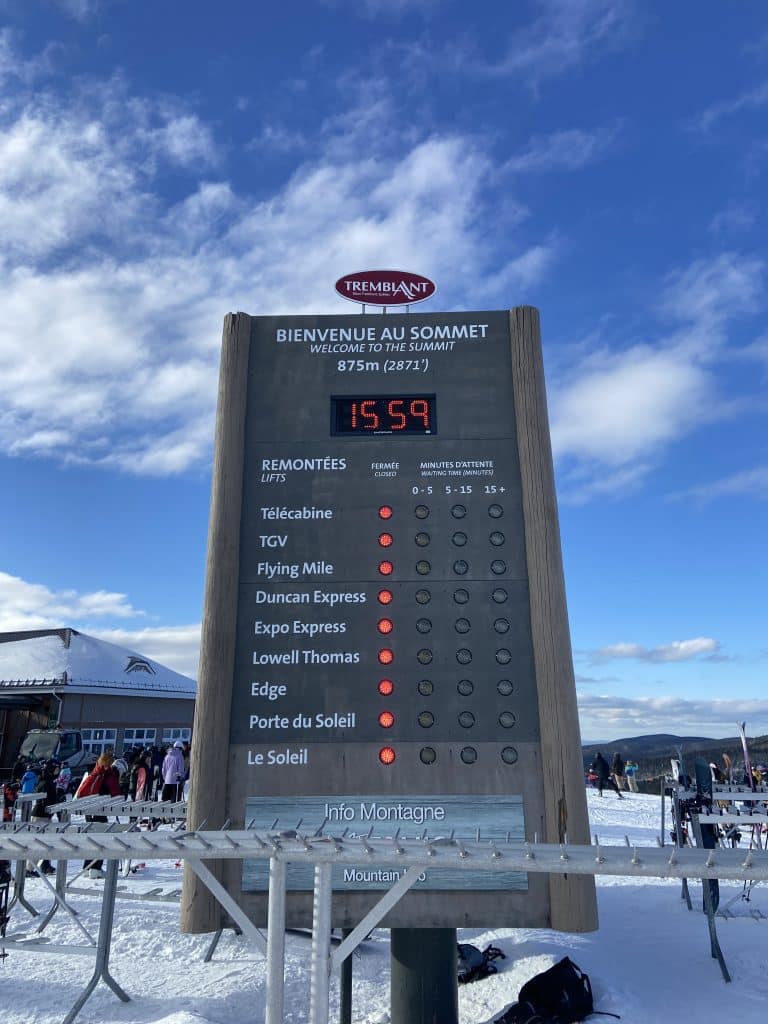 TREMBLANT
BIENVENUE AU SOMMET
WELCOME TO THE SUMMIT
875m (2871')
15 59
REMONTÉES
LIFTS
FERMÉE
CLOSED
MINUTES D'ATTENTE
WAITING TIME (MINUTES)
0 - 5 5 - 15 15 +
Télécabine
TGV
Flying Mile
Duncan Express
Expo Express
Lowell Thomas
Edge
Porte du Soleil
Le Soleil
Info Montagne
Mountain